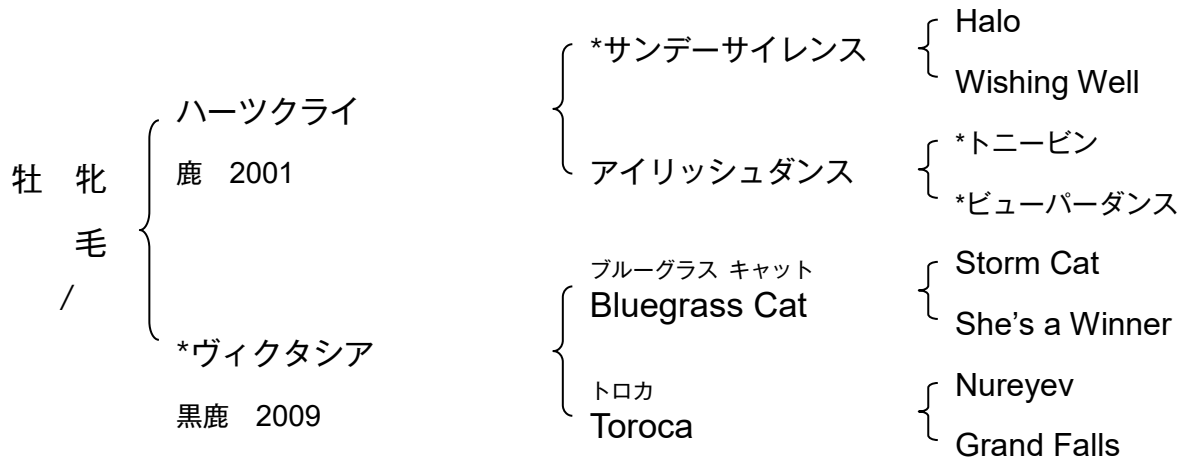 牡　牝
毛
/
ハーツクライ
鹿　2001
*ヴィクタシア
黒鹿　2009
*サンデーサイレンス
アイリッシュダンス
ブルーグラス キャット
Bluegrass Cat
トロカ
Toroca
Halo
Wishing Well
*トニービン
*ビューパーダンス
Storm Cat
She’s a Winner
Nureyev
Grand Falls